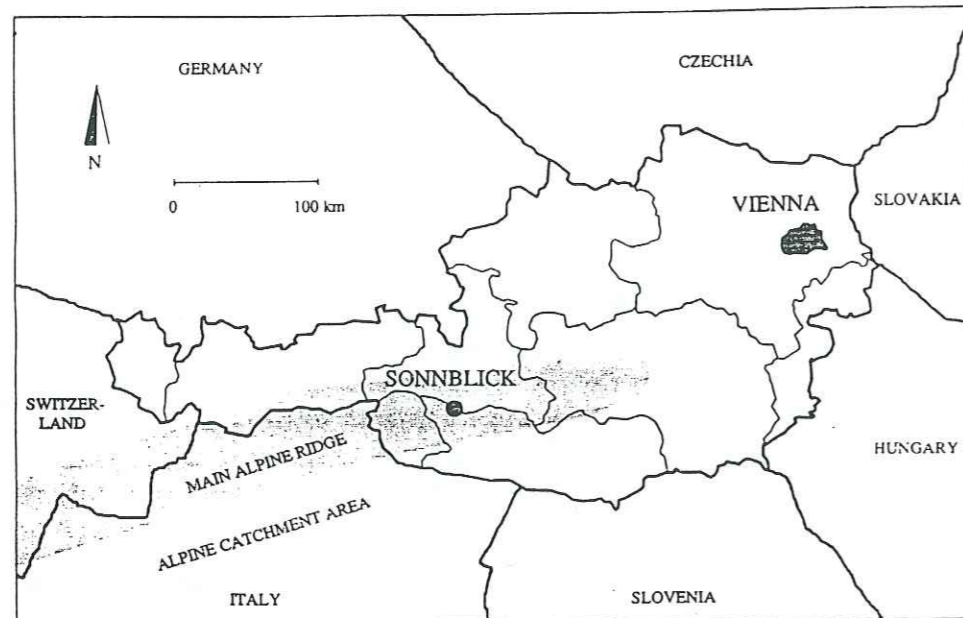 GERMANY
CZECHIA
N
0 100 km
VIENNA
SLOVAKIA
SONNBLICK
SWITZER-
LAND
MAIN ALPINE RIDGE
HUNGARY
ALPINE CATCHMENT AREA
ITALY
SLOVENIA